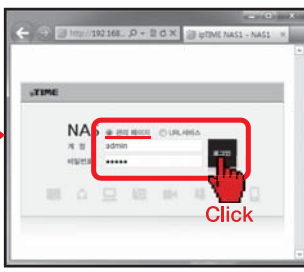 http://192.168.
ipTIME NAS1 - NAS1
ipTIME
NAS
관리 페이지
URL 서비스
계 정
admin
비밀번호
•••••
로그인
Click